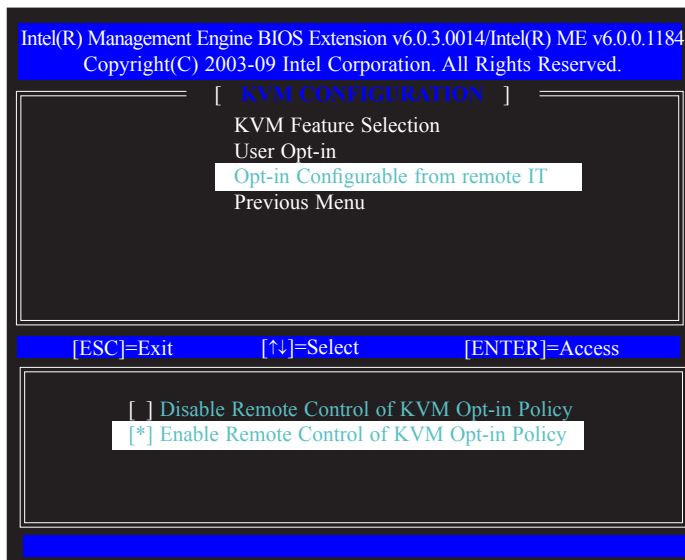 Intel(R) Management Engine BIOS Extension v6.0.3.0014/Intel(R) ME v6.0.0.1184
Copyright(C) 2003-09 Intel Corporation. All Rights Reserved.
[ KVM CONFIGURATION ]
KVM Feature Selection
User Opt-in
Opt-in Configurable from remote IT
Previous Menu
[ESC]=Exit [↑↓]=Select [ENTER]=Access
[ ] Disable Remote Control of KVM Opt-in Policy
[*] Enable Remote Control of KVM Opt-in Policy